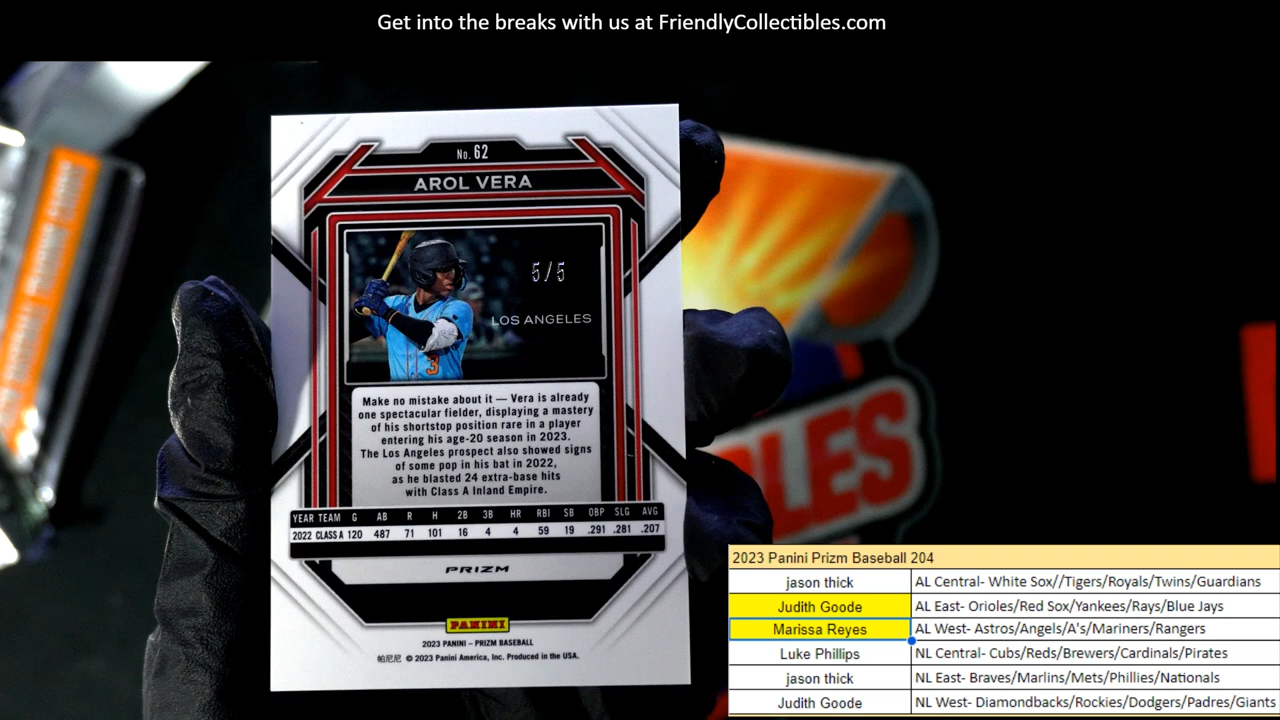 Get into the breaks with us at FriendlyCollectibles.com
No. 62
AROL VERA
5/5
LOS ANGELES
3
Make no mistake about it — Vera is already
one spectacular fielder, displaying a mastery
of his shortstop position rare in a player
entering his age-20 season in 2023.
The Los Angeles prospect also showed signs
of some pop in his bat in 2022,
as he blasted 24 extra-base hits
with Class A Inland Empire.
YEAR TEAM G AB R H 2B 3B HR RBI SB OBP SLG AVG
2022 CLASS A 120 487 71 101 16 4 4 59 19 .291 .281 .207
PRIZM
PANINI
2023 PANINI – PRIZM BASEBALL
帕尼尼 © 2023 Panini America, Inc. Produced in the USA.
BLES
2023 Panini Prizm Baseball 204
jason thick AL Central- White Sox//Tigers/Royals/Twins/Guardians
Judith Goode AL East- Orioles/Red Sox/Yankees/Rays/Blue Jays
Marissa Reyes AL West- Astros/Angels/A's/Mariners/Rangers
Luke Phillips NL Central- Cubs/Reds/Brewers/Cardinals/Pirates
jason thick NL East- Braves/Marlins/Mets/Phillies/Nationals
Judith Goode NL West- Diamondbacks/Rockies/Dodgers/Padres/Giants